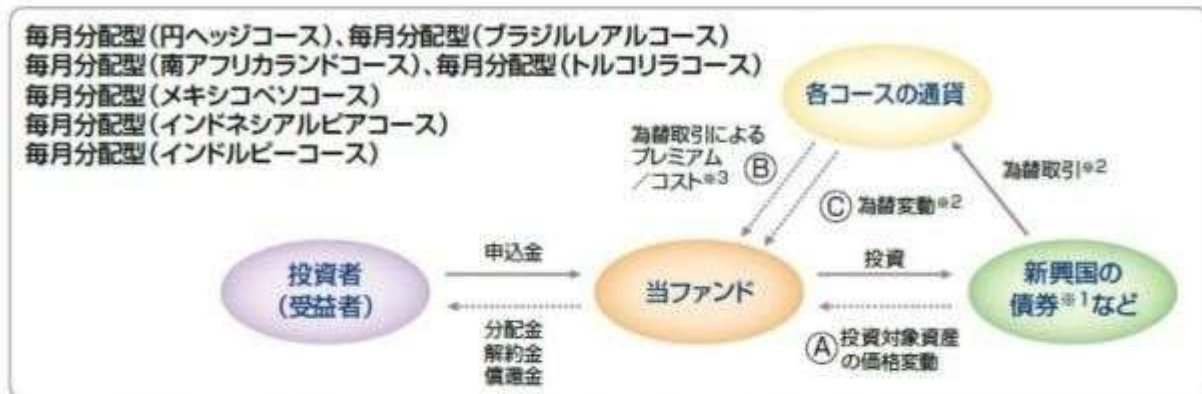 毎月分配型(円ヘッジコース)、毎月分配型(ブラジルレアルコース)
毎月分配型(南アフリカランドコース)、毎月分配型(トルコリラコース)
毎月分配型(メキシコペソコース)
毎月分配型(インドネシアルピアコース)
毎月分配型(インドルピーコース)
各コースの通貨
為替取引による
プレミアム
/コスト※3
Ⓑ
Ⓒ 為替変動※2
為替取引※2
投資者
(受益者)
申込金
分配金
解約金
償還金
当ファンド
投資
Ⓐ 投資対象資産
の価格変動
新興国の
債券※1など